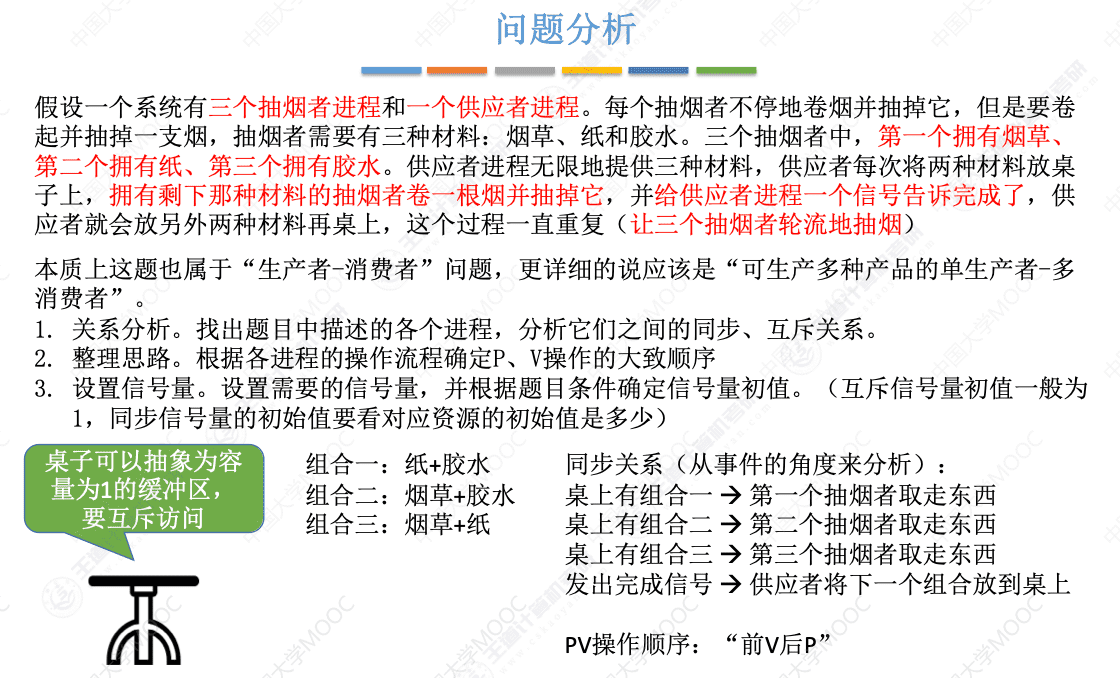 问题分析
假设一个系统有三个抽烟者进程和一个供应者进程。每个抽烟者不停地卷烟并抽掉它，但是要卷
起并抽掉一支烟，抽烟者需要有三种材料：烟草、纸和胶水。三个抽烟者中，第一个拥有烟草、
第二个拥有纸、第三个拥有胶水。供应者进程无限地提供三种材料，供应者每次将两种材料放桌
子上，拥有剩下那种材料的抽烟者卷一根烟并抽掉它，并给供应者进程一个信号告诉完成了，供
应者就会放另外两种材料再桌上，这个过程一直重复（让三个抽烟者轮流地抽烟）
本质上这题也属于“生产者-消费者”问题，更详细的说应该是“可生产多种产品的单生产者-多
消费者”。
1. 关系分析。找出题目中描述的各个进程，分析它们之间的同步、互斥关系。
2. 整理思路。根据各进程的操作流程确定P、V操作的大致顺序
3. 设置信号量。设置需要的信号量，并根据题目条件确定信号量初值。（互斥信号量初值一般为
1，同步信号量的初始值要看对应资源的初始值是多少）
桌子可以抽象为容
量为1的缓冲区，
要互斥访问
组合一：纸+胶水
组合二：烟草+胶水
组合三：烟草+纸
同步关系（从事件的角度来分析）：
桌上有组合一 → 第一个抽烟者取走东西
桌上有组合二 → 第二个抽烟者取走东西
桌上有组合三 → 第三个抽烟者取走东西
发出完成信号 → 供应者将下一个组合放到桌上
PV操作顺序：“前V后P”